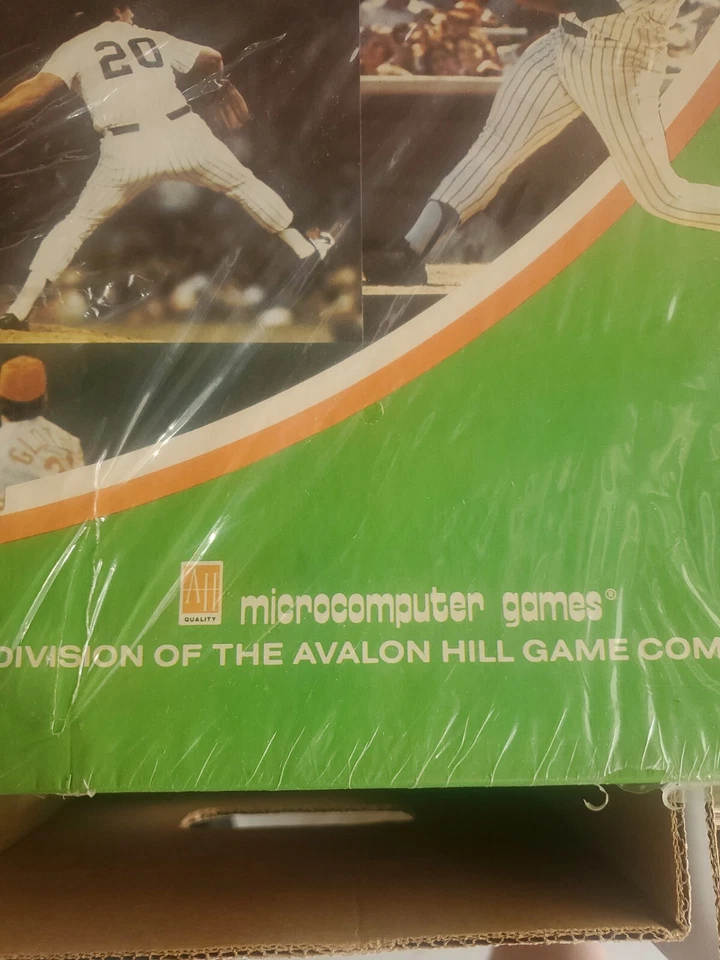 20
AH
QUALITY
microcomputer games®
DIVISION OF THE AVALON HILL GAME COM